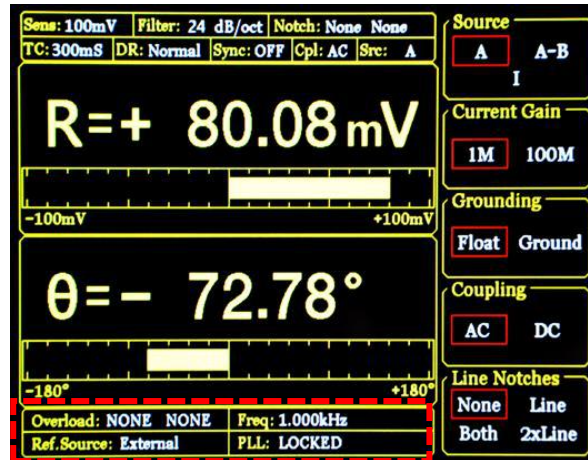 Sens: 100mV Filter: 24 dB/oct Notch: None None
TC: 300mS DR: Normal Sync: OFF Cpl: AC Src: A
R=+ 80.08 mV
-100mV +100mV
θ=- 72.78°
-180° +180°
Overload: NONE NONE Freq: 1.000kHz
Ref.Source: External PLL: LOCKED
Source
A A-B
I
Current Gain
1M 100M
Grounding
Float Ground
Coupling
AC DC
Line Notches
None Line
Both 2xLine